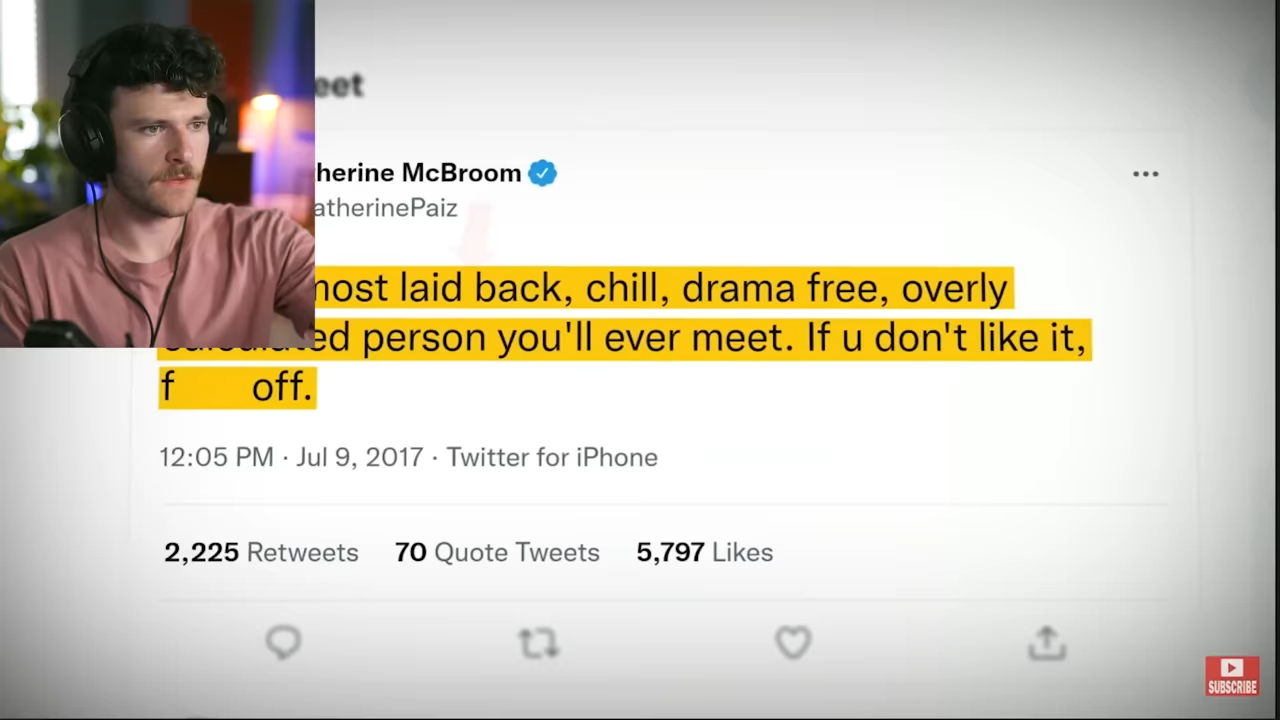 eet
herine McBroom
atherinePaiz
most laid back, chill, drama free, overly
person you'll ever meet. If u don't like it,
f off.
12:05 PM · Jul 9, 2017 · Twitter for iPhone
2,225 Retweets 70 Quote Tweets 5,797 Likes
SUBSCRIBE